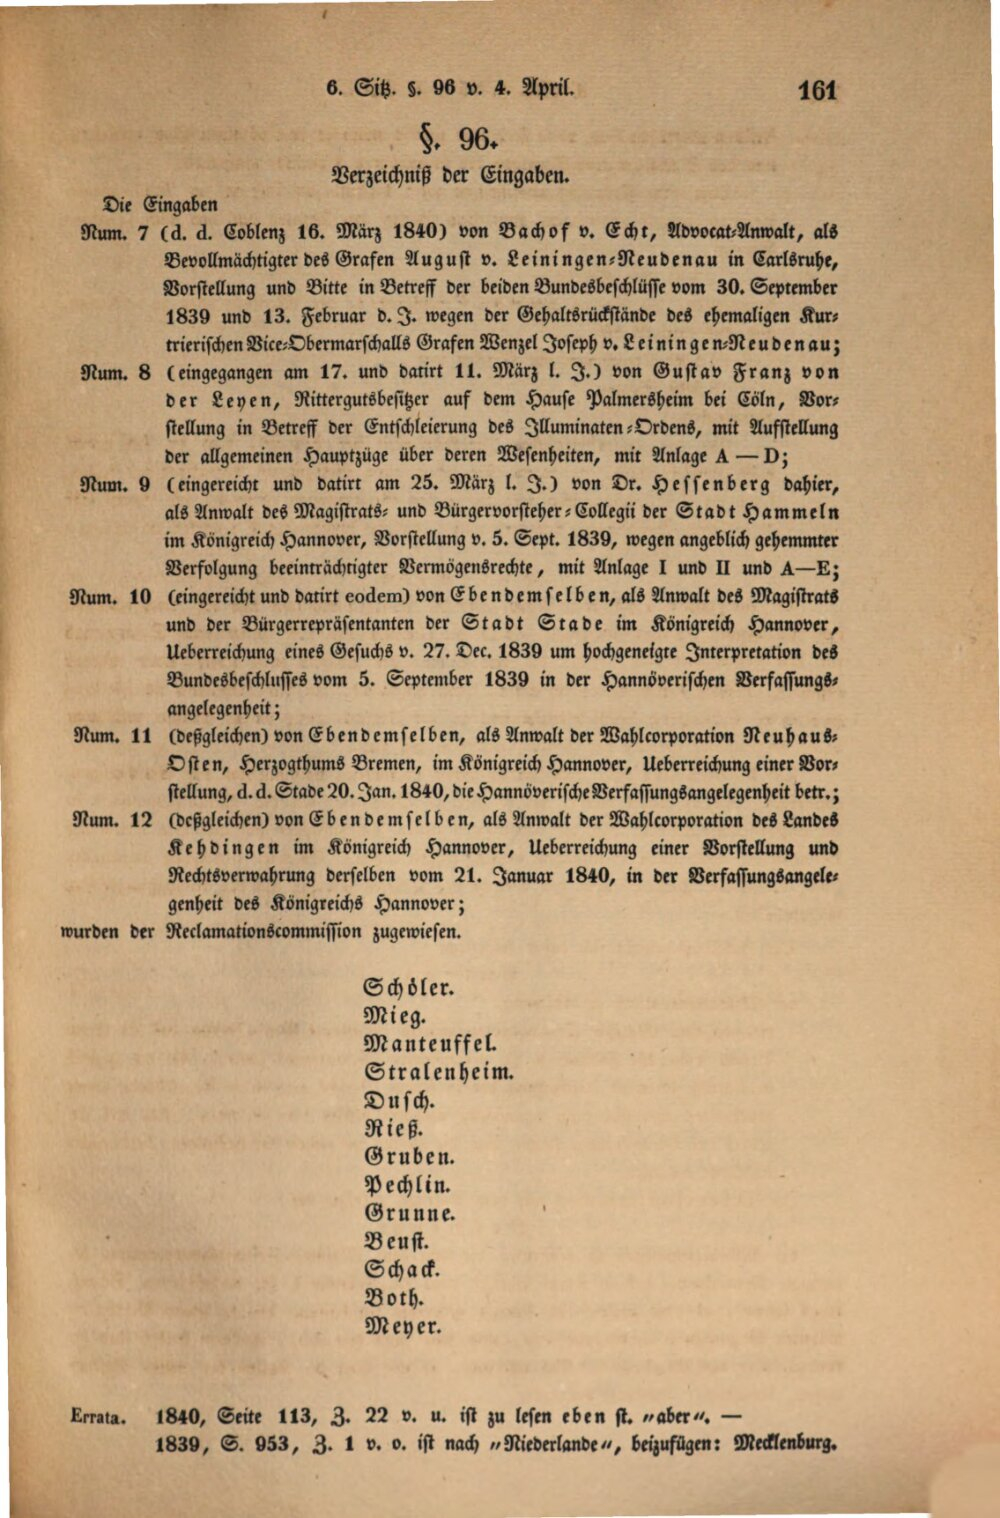 6. Sitz. §. 96 v. 4. April. 161
§. 96.
Verzeichniß der Eingaben.
Die Eingaben
Num. 7 (d. d. Coblenz 16. März 1840) von Bachof v. Echt, Advocat-Anwalt, als
Bevollmächtigter des Grafen August v. Leiningen-Neudenau in Carlsruhe,
Vorstellung und Bitte in Betreff der beiden Bundesbeschlüsse vom 30. September
1839 und 13. Februar d. J. wegen der Gehaltsrückstände des ehemaligen Kur-
trierischen Vice-Obermarschalls Grafen Wenzel Joseph v. Leiningen-Neudenau;
Num. 8 (eingegangen am 17. und datirt 11. März l. J.) von Gustav Franz von
der Leyen, Rittergutsbesitzer auf dem Hause Palmersheim bei Cöln, Vor-
stellung in Betreff der Entschleierung des Illuminaten-Ordens, mit Aufstellung
der allgemeinen Hauptzüge über deren Wesenheiten, mit Anlage A — D;
Num. 9 (eingereicht und datirt am 25. März l. J.) von Dr. Hessenberg dahier,
als Anwalt des Magistrats- und Bürgervorsteher-Collegii der Stadt Hammeln
im Königreich Hannover, Vorstellung v. 5. Sept. 1839, wegen angeblich gehemmter
Verfolgung beeinträchtigter Vermögensrechte, mit Anlage I und II und A—E;
Num. 10 (eingereicht und datirt eodem) von Ebendemselben, als Anwalt des Magistrats
und der Bürgerrepräsentanten der Stadt Stade im Königreich Hannover,
Ueberreichung eines Gesuchs v. 27. Dec. 1839 um hochgeneigte Interpretation des
Bundesbeschlusses vom 5. September 1839 in der Hannöverischen Verfassungs-
angelegenheit;
Num. 11 (deßgleichen) von Ebendemselben, als Anwalt der Wahlcorporation Neuhaus-
Osten, Herzogthums Bremen, im Königreich Hannover, Ueberreichung einer Vor-
stellung, d. d. Stade 20. Jan. 1840, die Hannöverische Verfassungsangelegenheit betr.;
Num. 12 (deßgleichen) von Ebendemselben, als Anwalt der Wahlcorporation des Landes
Kehdingen im Königreich Hannover, Ueberreichung einer Vorstellung und
Rechtsverwahrung derselben vom 21. Januar 1840, in der Verfassungsangele-
genheit des Königreichs Hannover;
wurden der Reclamationscommission zugewiesen.
Schöler.
Mieg.
Manteuffel.
Stralenheim.
Dusch.
Rieß.
Gruben.
Pechlin.
Grunne.
Beust.
Schack.
Both.
Meyer.
Errata. 1840, Seite 113, Z. 22 v. u. ist zu lesen eben st. „aber“. —
1839, S. 953, Z. 1 v. o. ist nach „Niederlande“, beizufügen: Mecklenburg.